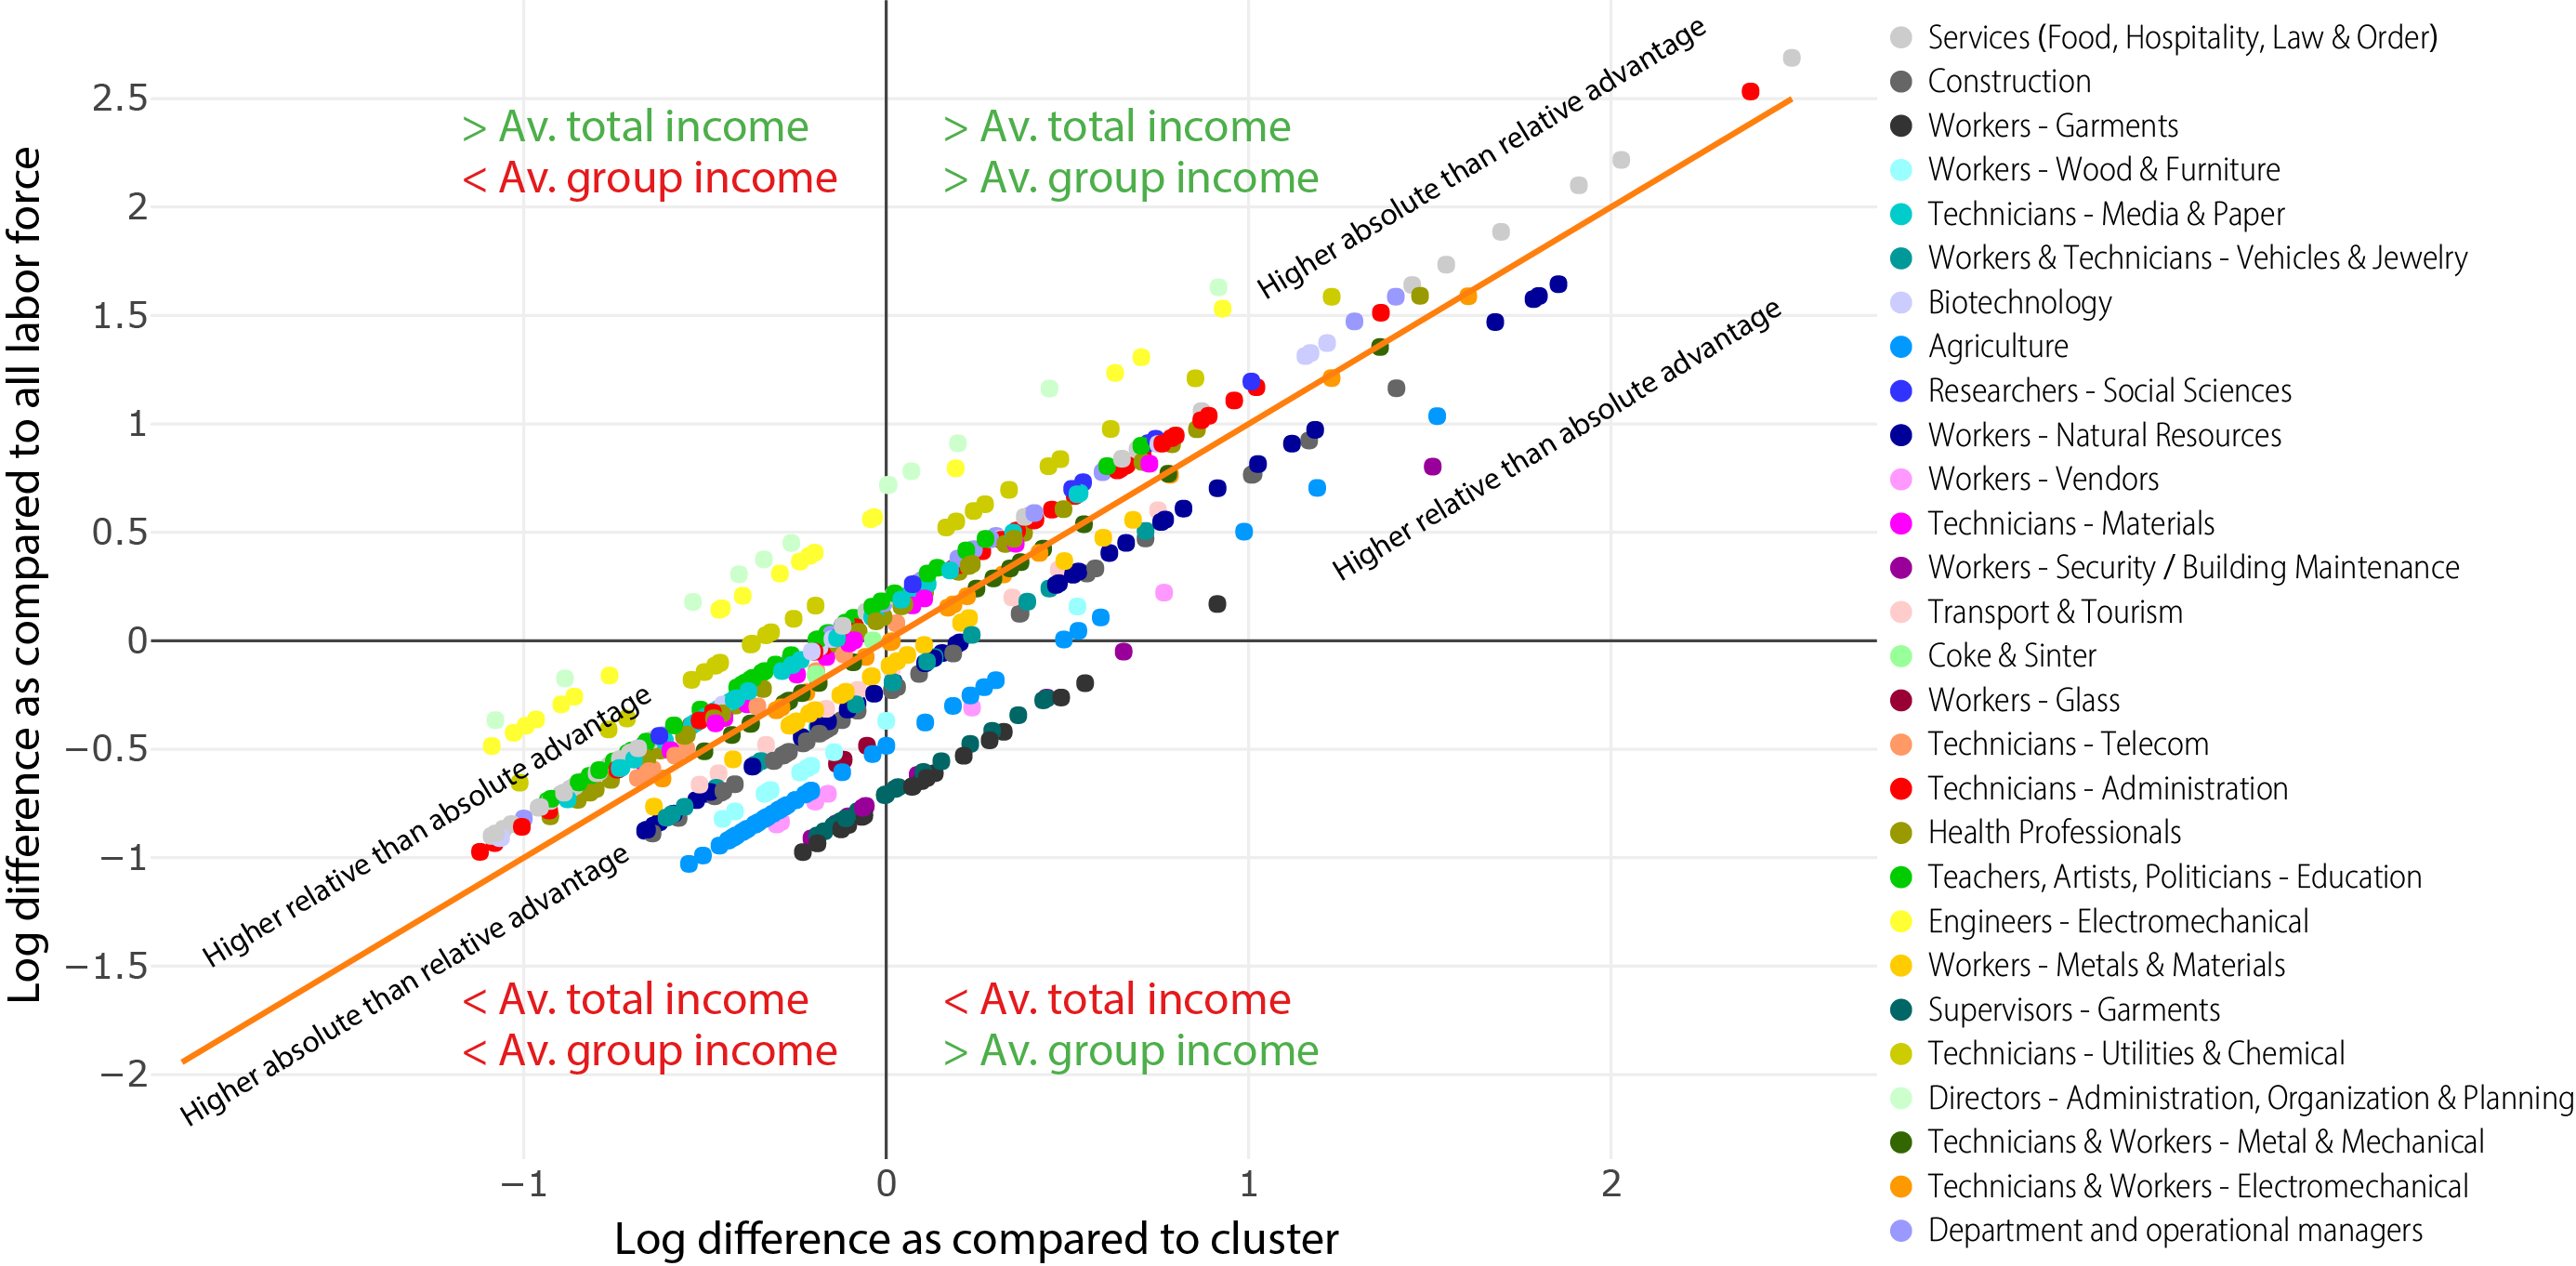 Log difference as compared to all labor force
2.5
2
1.5
1
0.5
0
−0.5
−1
−1.5
−2
> Av. total income
< Av. group income
> Av. total income
> Av. group income
Higher absolute than relative advantage
Higher relative than absolute advantage
Higher relative than absolute advantage
Higher absolute than relative advantage
< Av. total income
< Av. group income
< Av. total income
> Av. group income
−1
0
1
2
Log difference as compared to cluster
Services (Food, Hospitality, Law & Order)
Construction
Workers - Garments
Workers - Wood & Furniture
Technicians - Media & Paper
Workers & Technicians - Vehicles & Jewelry
Biotechnology
Agriculture
Researchers - Social Sciences
Workers - Natural Resources
Workers - Vendors
Technicians - Materials
Workers - Security / Building Maintenance
Transport & Tourism
Coke & Sinter
Workers - Glass
Technicians - Telecom
Technicians - Administration
Health Professionals
Teachers, Artists, Politicians - Education
Engineers - Electromechanical
Workers - Metals & Materials
Supervisors - Garments
Technicians - Utilities & Chemical
Directors - Administration, Organization & Planning
Technicians & Workers - Metal & Mechanical
Technicians & Workers - Electromechanical
Department and operational managers